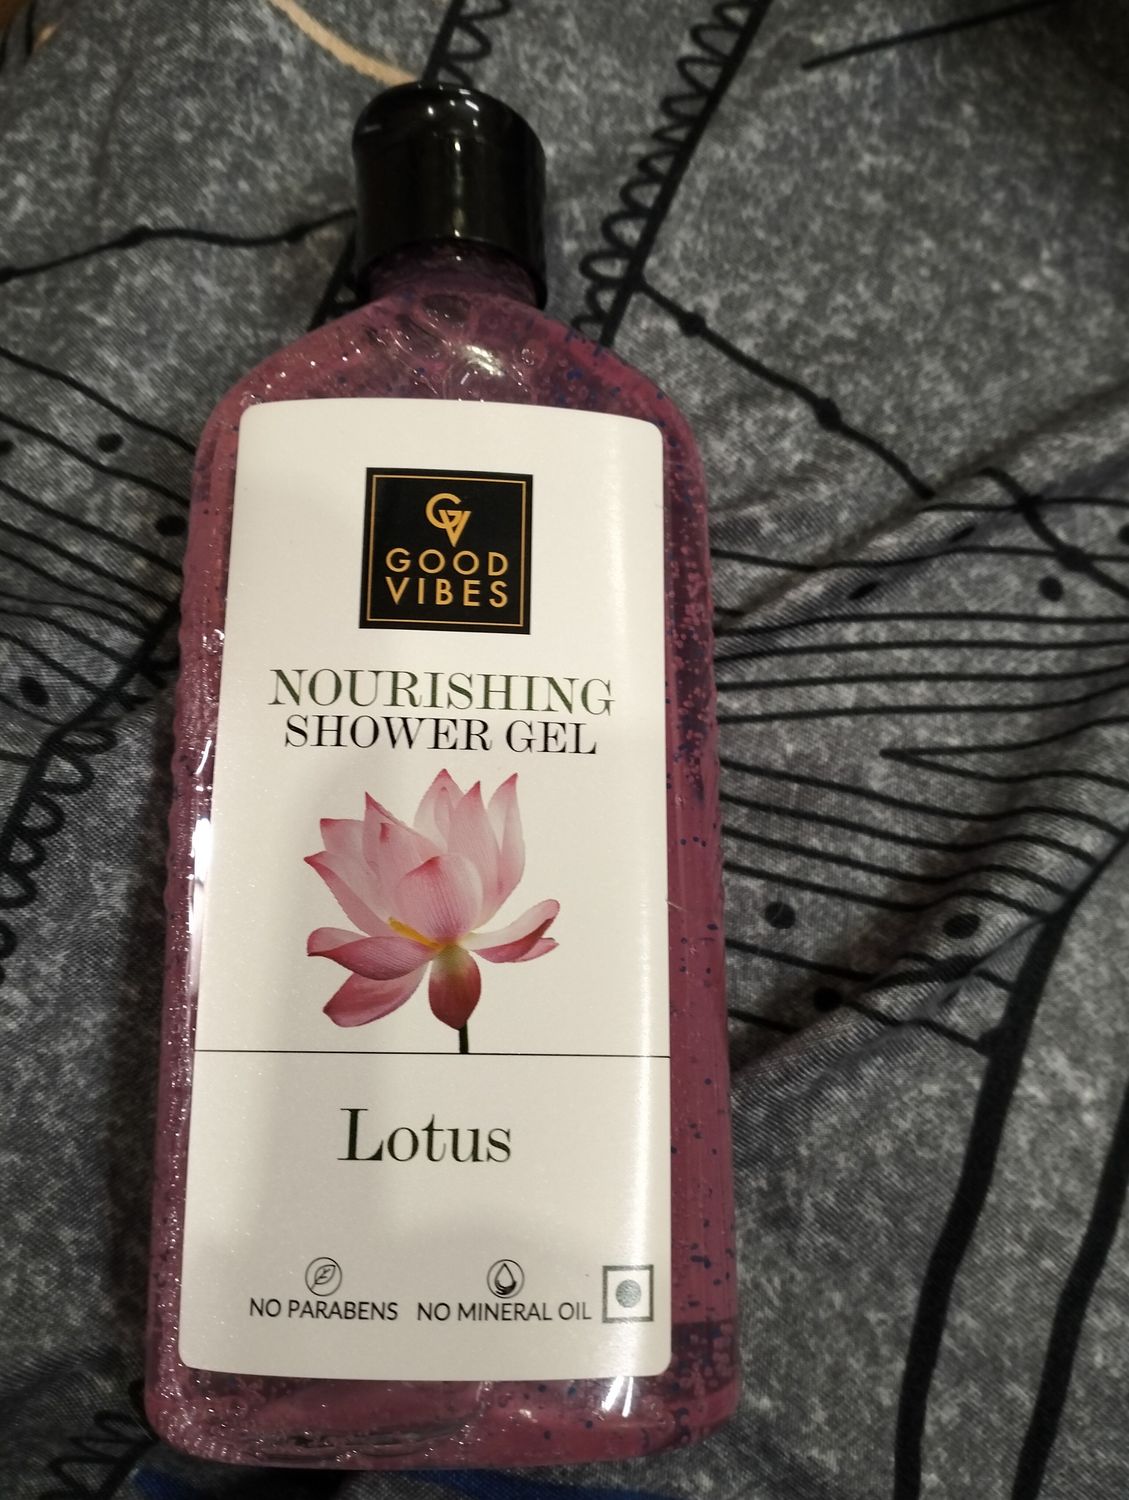 GV
GOOD
VIBES
NOURISHING
SHOWER GEL
Lotus
NO PARABENS NO MINERAL OIL